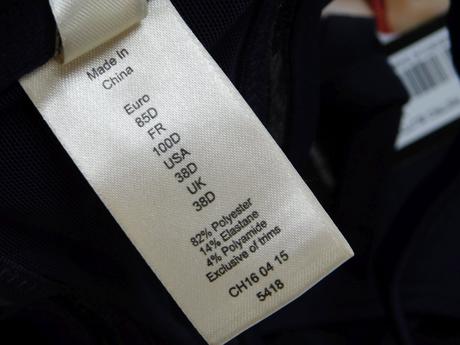 Made In
China
Euro
85D
FR
100D
USA
38D
UK
38D
82% Polyester
14% Elastane
4% Polyamide
Exclusive of trims
CH16 04 15
5418